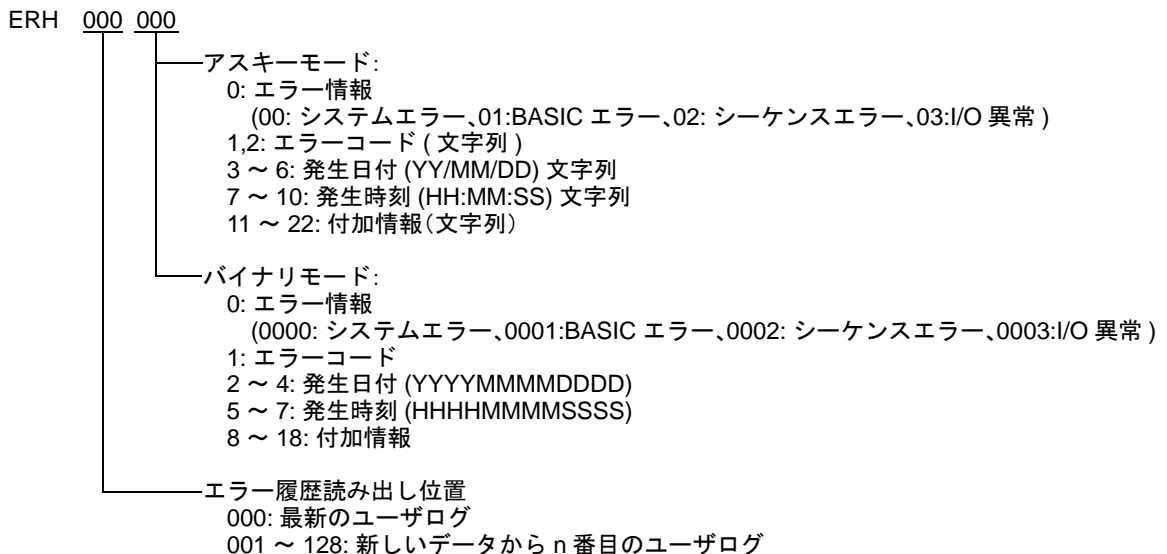 ERH 000 000
アスキーモード:
0: エラー情報
(00: システムエラー、01:BASIC エラー、02: シーケンスエラー、03:I/O 異常 )
1,2: エラーコード ( 文字列 )
3 ~ 6: 発生日付 (YY/MM/DD) 文字列
7 ~ 10: 発生時刻 (HH:MM:SS) 文字列
11 ~ 22: 付加情報(文字列)
バイナリモード:
0: エラー情報
(0000: システムエラー、0001:BASIC エラー、0002: シーケンスエラー、0003:I/O 異常 )
1: エラーコード
2 ~ 4: 発生日付 (YYYYMMMMDDDD)
5 ~ 7: 発生時刻 (HHHHMMMMSSSS)
8 ~ 18: 付加情報
エラー履歴読み出し位置
000: 最新のユーザログ
001 ~ 128: 新しいデータから n 番目のユーザログ